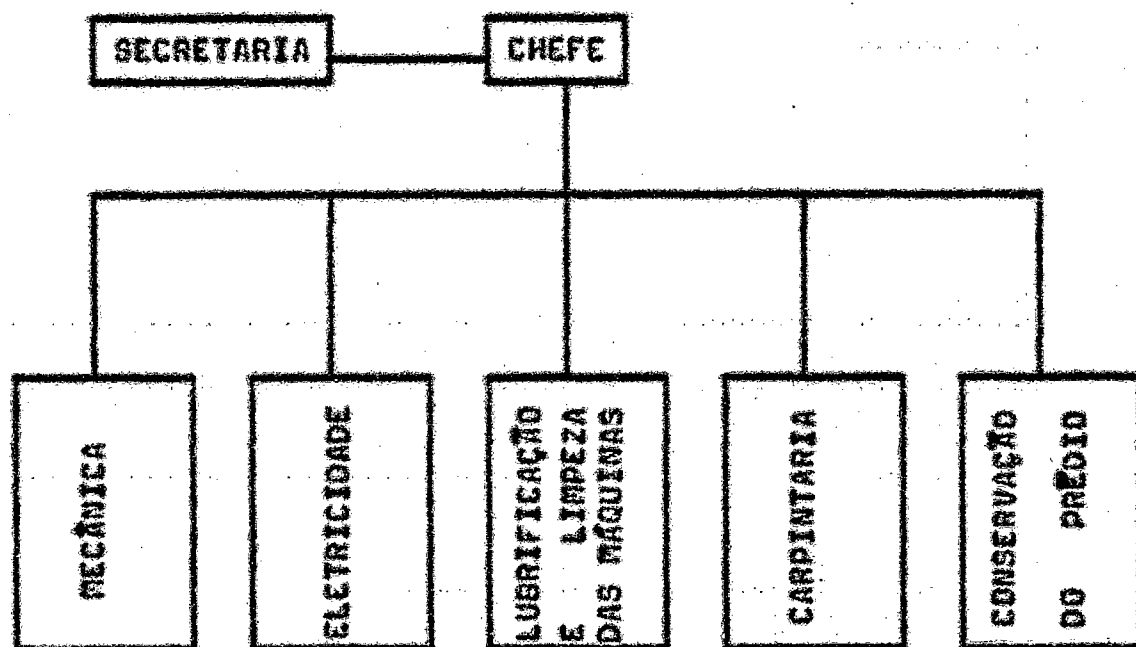 SECRETARIA
CHEFE
MECÂNICA
ELETRICIDADE
LUBRIFICAÇÃO
E LIMPEZA
DAS MÁQUINAS
CARPINTARIA
CONSERVAÇÃO
DO PRÉDIO